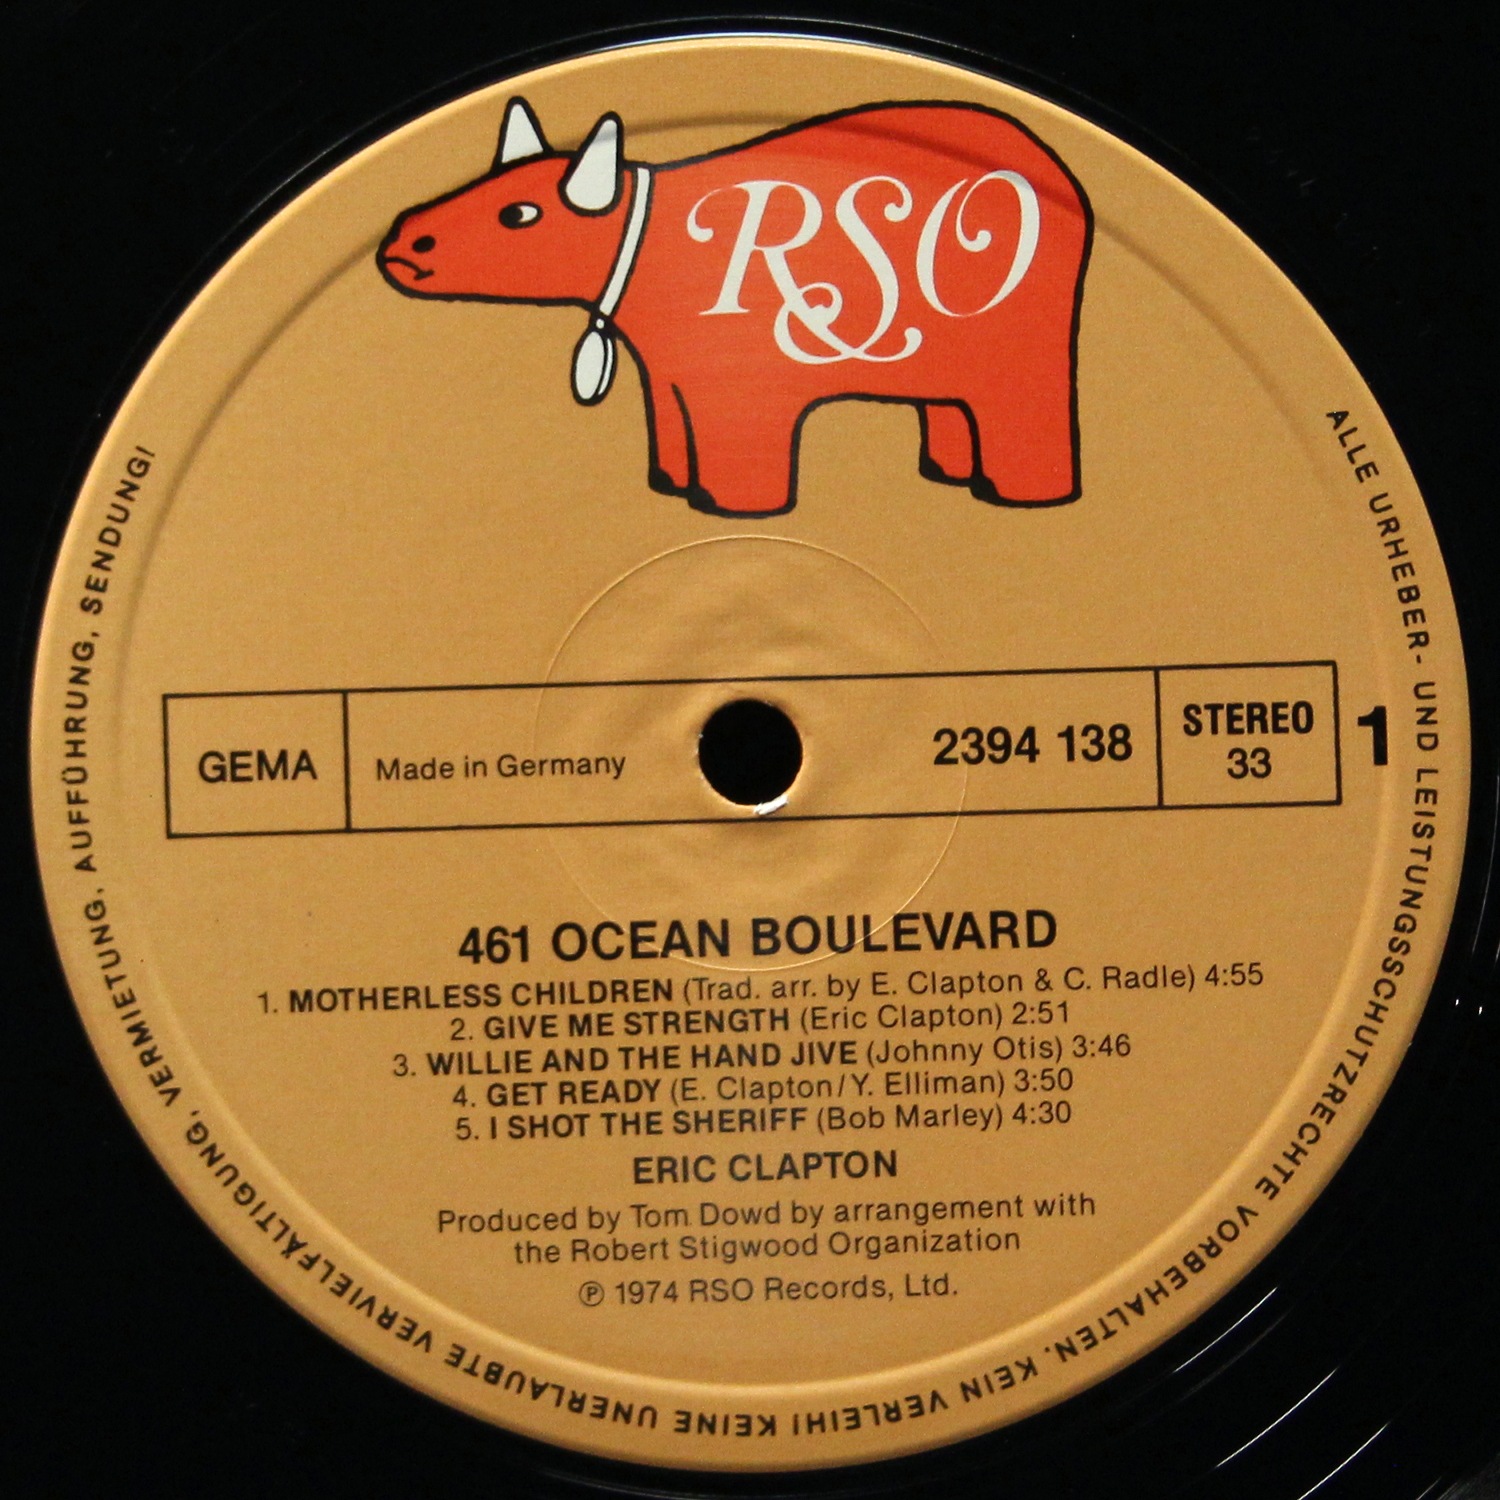 RSO
GEMA
Made in Germany
2394 138
STEREO
33
1
461 OCEAN BOULEVARD
1. MOTHERLESS CHILDREN (Trad. arr. by E. Clapton & C. Radle) 4:55
2. GIVE ME STRENGTH (Eric Clapton) 2:51
3. WILLIE AND THE HAND JIVE (Johnny Otis) 3:46
4. GET READY (E. Clapton/Y. Elliman) 3:50
5. I SHOT THE SHERIFF (Bob Marley) 4:30
ERIC CLAPTON
Produced by Tom Dowd by arrangement with
the Robert Stigwood Organization
℗ 1974 RSO Records, Ltd.
ALLE URHEBER- UND LEISTUNGSSCHUTZRECHTE VORBEHALTEN. KEIN VERLEIH! KEINE UNERLAUBTE VERVIELFÄLTIGUNG, VERMIETUNG, AUFFÜHRUNG, SENDUNG!